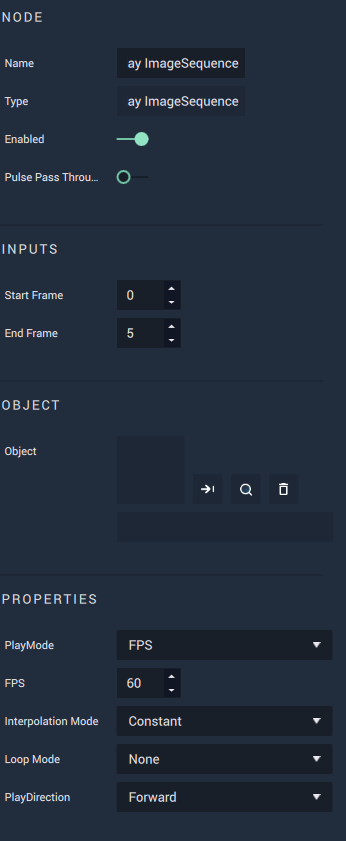 NODE
Name ay ImageSequence
Type ay ImageSequence
Enabled
Pulse Pass Throu...
INPUTS
Start Frame 0
End Frame 5
OBJECT
Object
PROPERTIES
PlayMode FPS
FPS 60
Interpolation Mode Constant
Loop Mode None
PlayDirection Forward